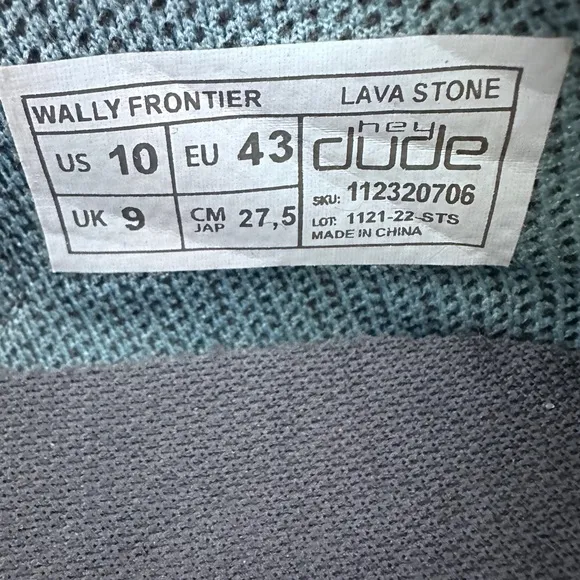 WALLY FRONTIER LAVA STONE
US 10 EU 43 hey dude
UK 9 CM JAP 27,5
SKU: 112320706
LOT: 1121-22-STS
MADE IN CHINA